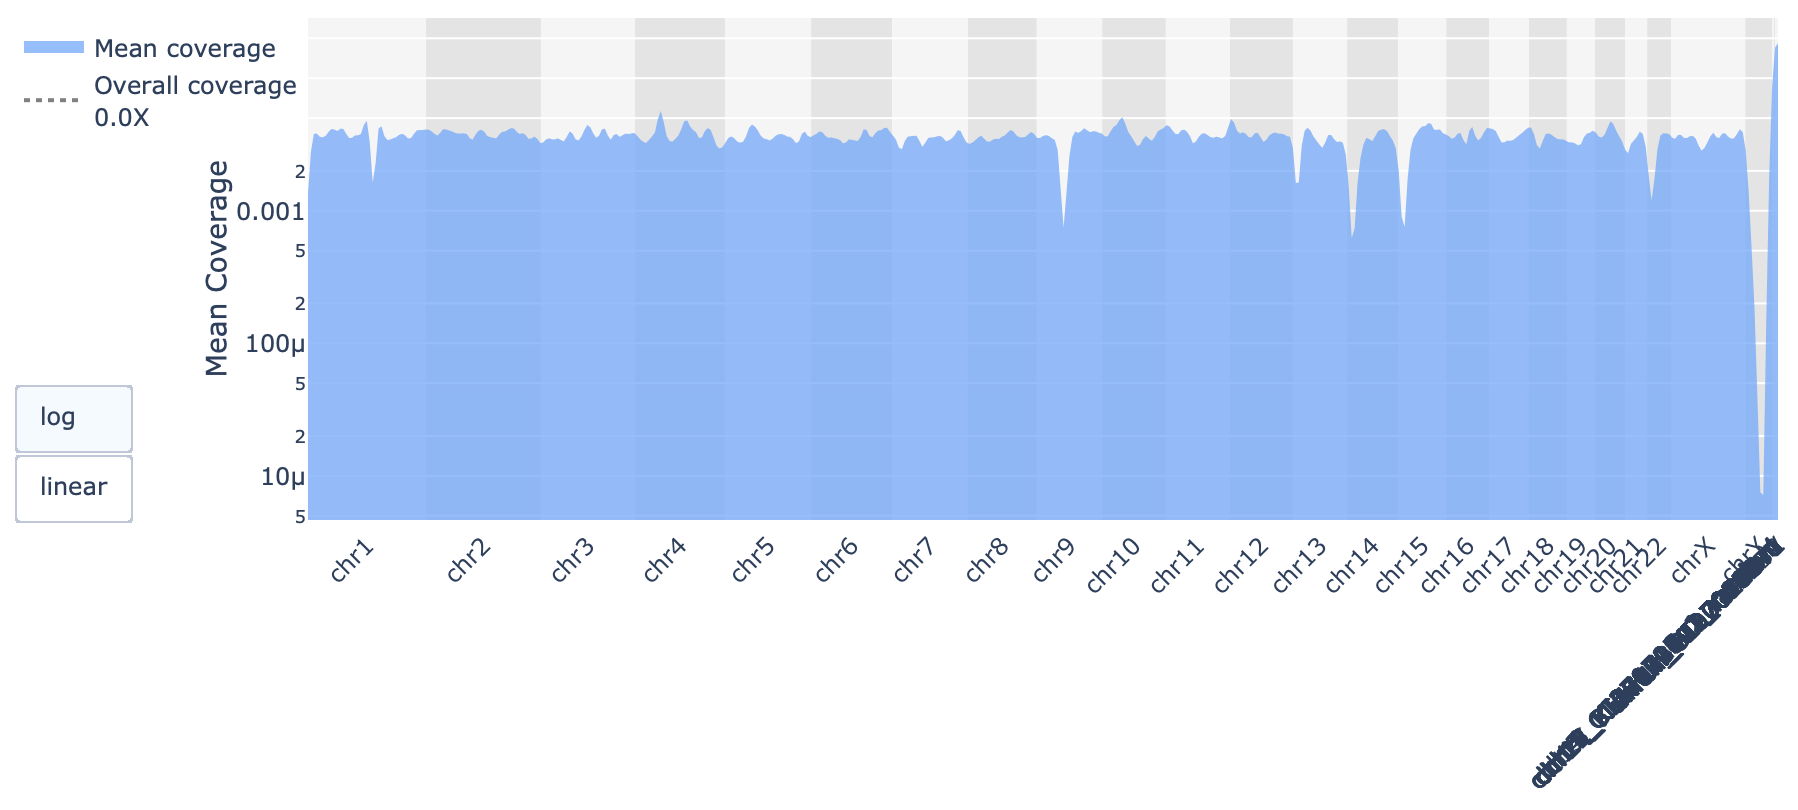 Mean coverage
Overall coverage
0.0X
Mean Coverage
2
0.001
5
2
100μ
5
2
10μ
5
log
linear
chr1
chr2
chr3
chr4
chr5
chr6
chr7
chr8
chr9
chr10
chr11
chr12
chr13
chr14
chr15
chr16
chr17
chr18
chr19
chr20
chr21
chr22
chrX